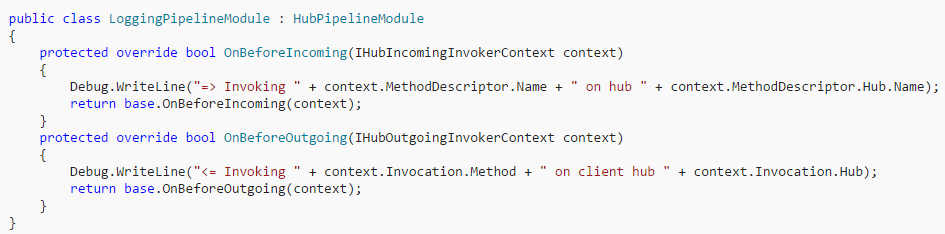 public class LoggingPipelineModule : HubPipelineModule
{
    protected override bool OnBeforeIncoming(IHubIncomingInvokerContext context)
    {
        Debug.WriteLine("=> Invoking " + context.MethodDescriptor.Name + " on hub " + context.MethodDescriptor.Hub.Name);
        return base.OnBeforeIncoming(context);
    }
    protected override bool OnBeforeOutgoing(IHubOutgoingInvokerContext context)
    {
        Debug.WriteLine("<= Invoking " + context.Invocation.Method + " on client hub " + context.Invocation.Hub);
        return base.OnBeforeOutgoing(context);
    }
}